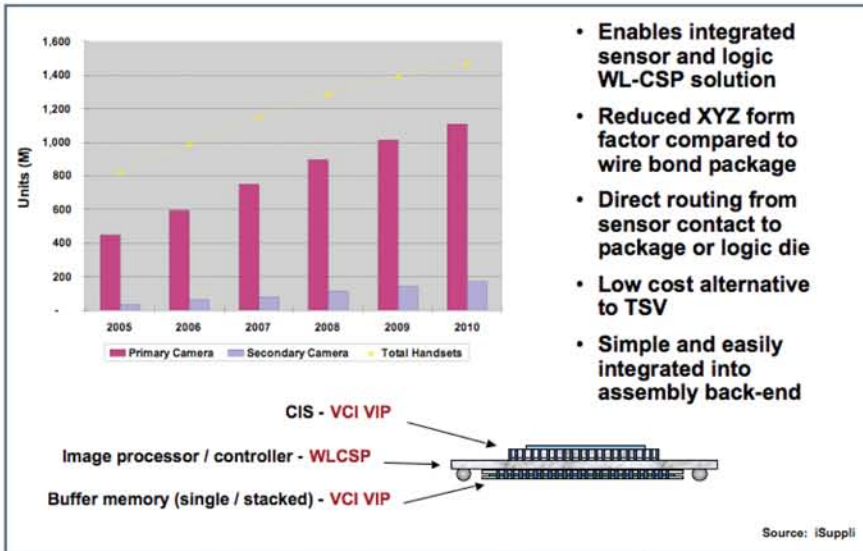 1,600
1,400
1,200
1,000
800
600
400
200
-
Units (M)
2005 2006 2007 2008 2009 2010
Primary Camera Secondary Camera Total Handsets
• Enables integrated
sensor and logic
WL-CSP solution
• Reduced XYZ form
factor compared to
wire bond package
• Direct routing from
sensor contact to
package or logic die
• Low cost alternative
to TSV
• Simple and easily
integrated into
assembly back-end
CIS - VCI VIP
Image processor / controller - WLCSP
Buffer memory (single / stacked) - VCI VIP
Source: iSuppli